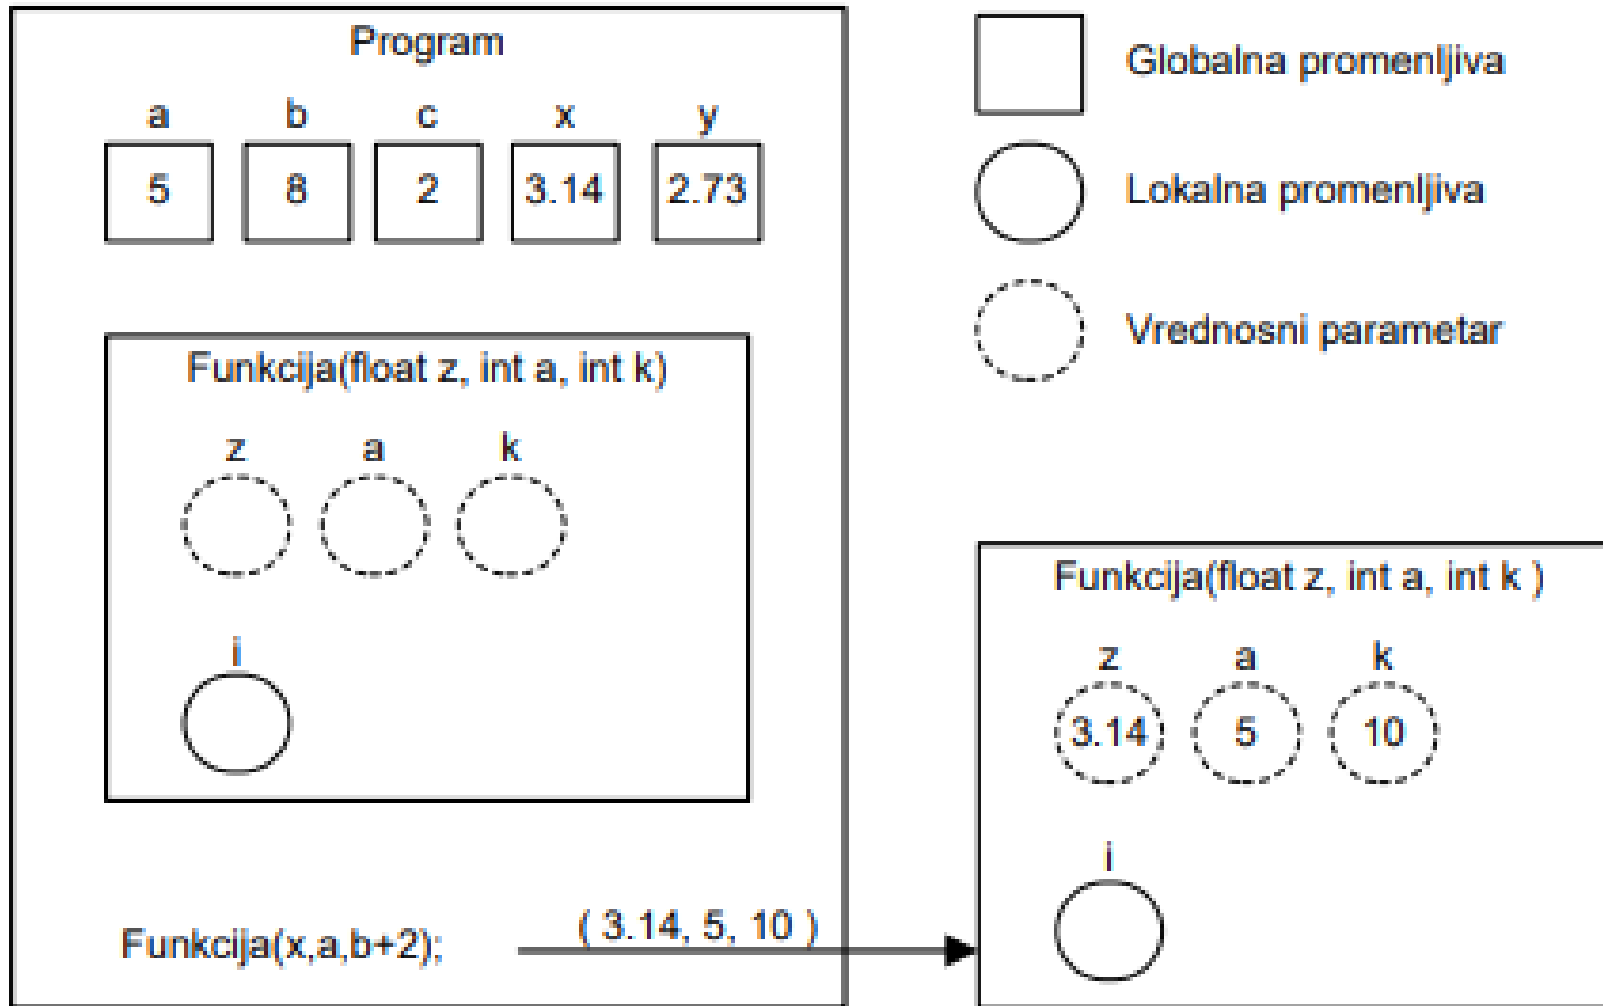 Program
a b c x y
5 8 2 3.14 2.73
Funkcija(float z, int a, int k)
z a k
i
Funkcija(x,a,b+2);
( 3.14, 5, 10 )
Globalna promenljiva
Lokalna promenljiva
Vrednosni parametar
Funkcija(float z, int a, int k )
z a k
3.14 5 10
i